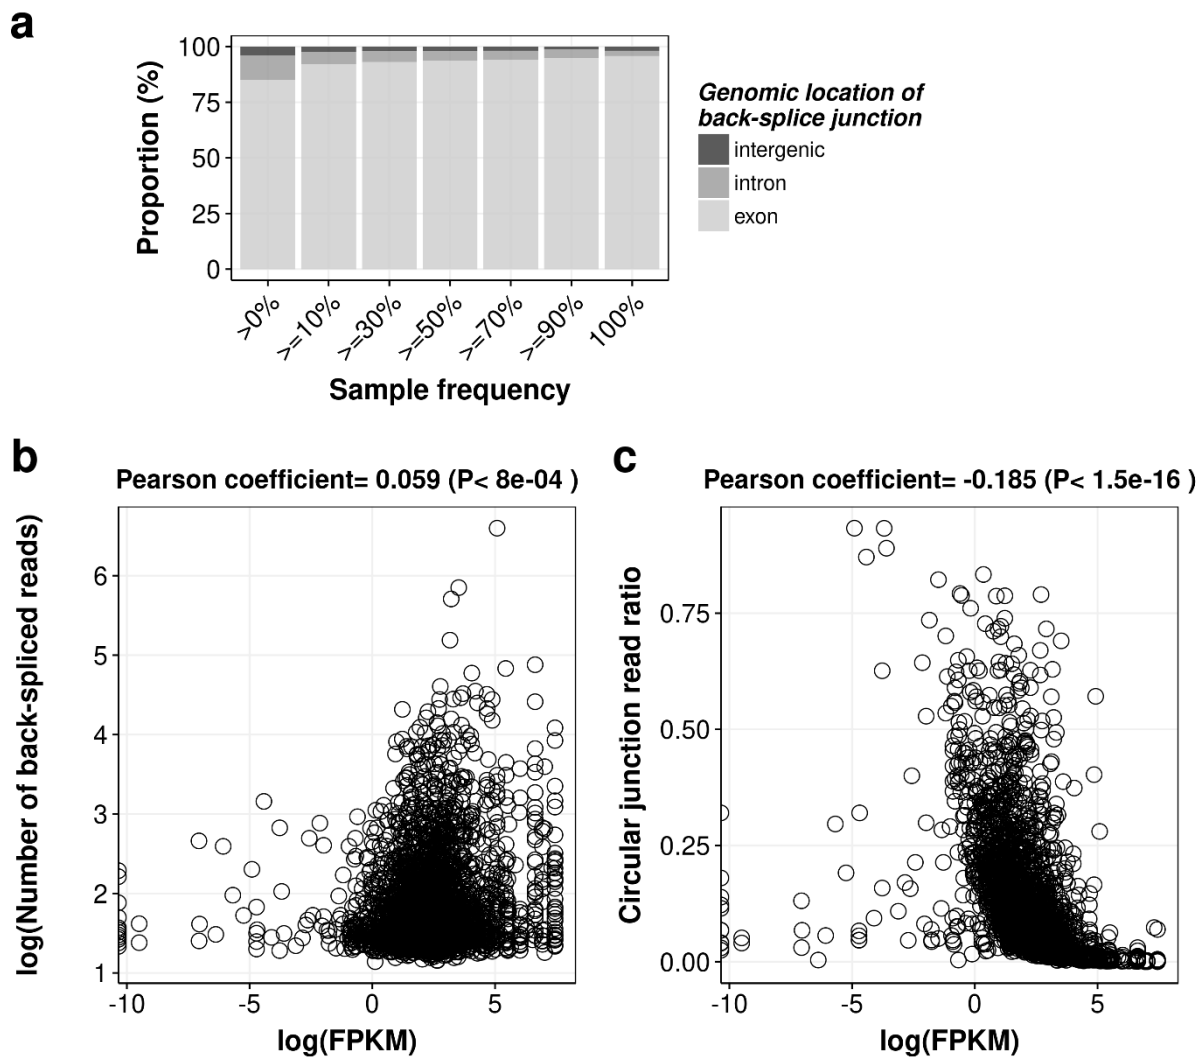 a
Proportion (%)
100
75
50
25
0
>0%
>=10%
>=30%
>=50%
>=70%
>=90%
100%
Sample frequency
Genomic location of
back-splice junction
intergenic
intron
exon
b
Pearson coefficient= 0.059 (P< 8e-04 )
log(Number of back-spliced reads)
6
5
4
3
2
1
-10
-5
0
5
log(FPKM)
c
Pearson coefficient= -0.185 (P< 1.5e-16 )
Circular junction read ratio
0.75
0.50
0.25
0.00
-10
-5
0
5
log(FPKM)